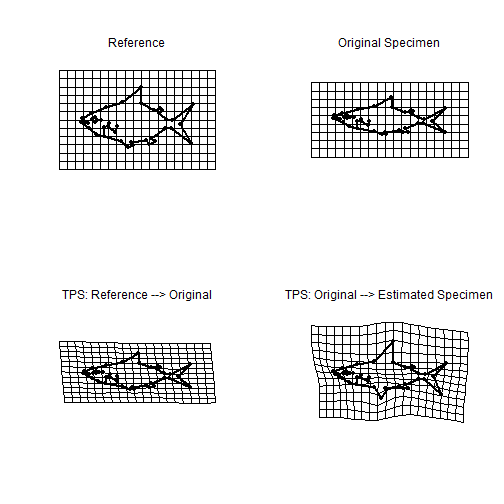 Reference
Original Specimen
TPS: Reference --> Original
TPS: Original --> Estimated Specimen